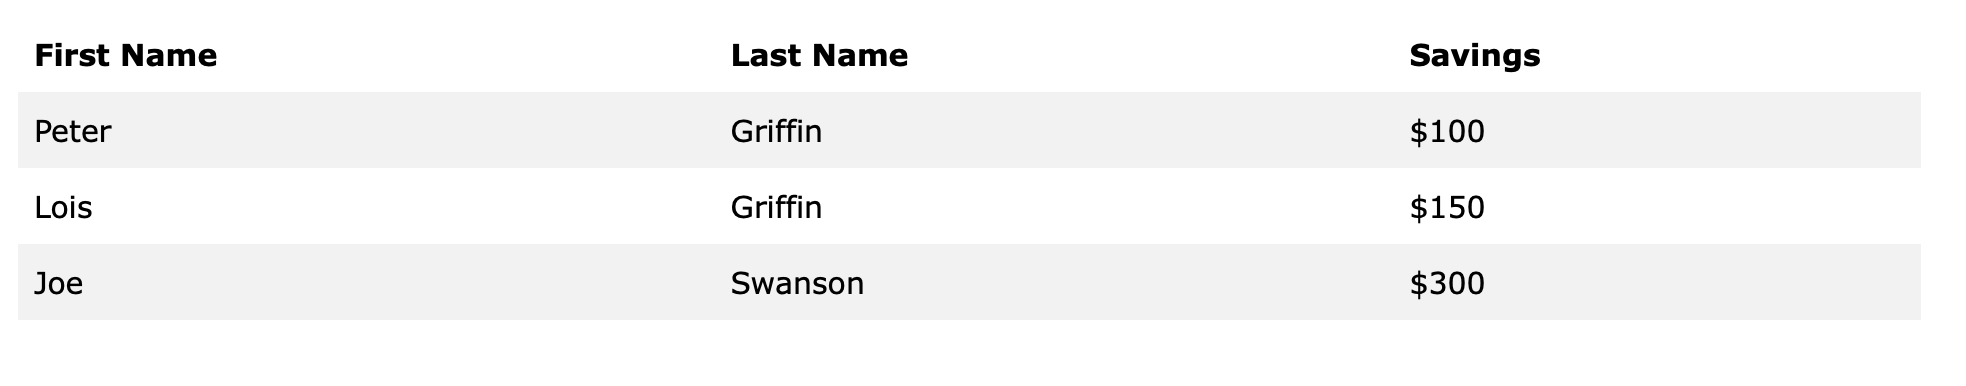 First Name Last Name Savings
Peter Griffin $100
Lois Griffin $150
Joe Swanson $300